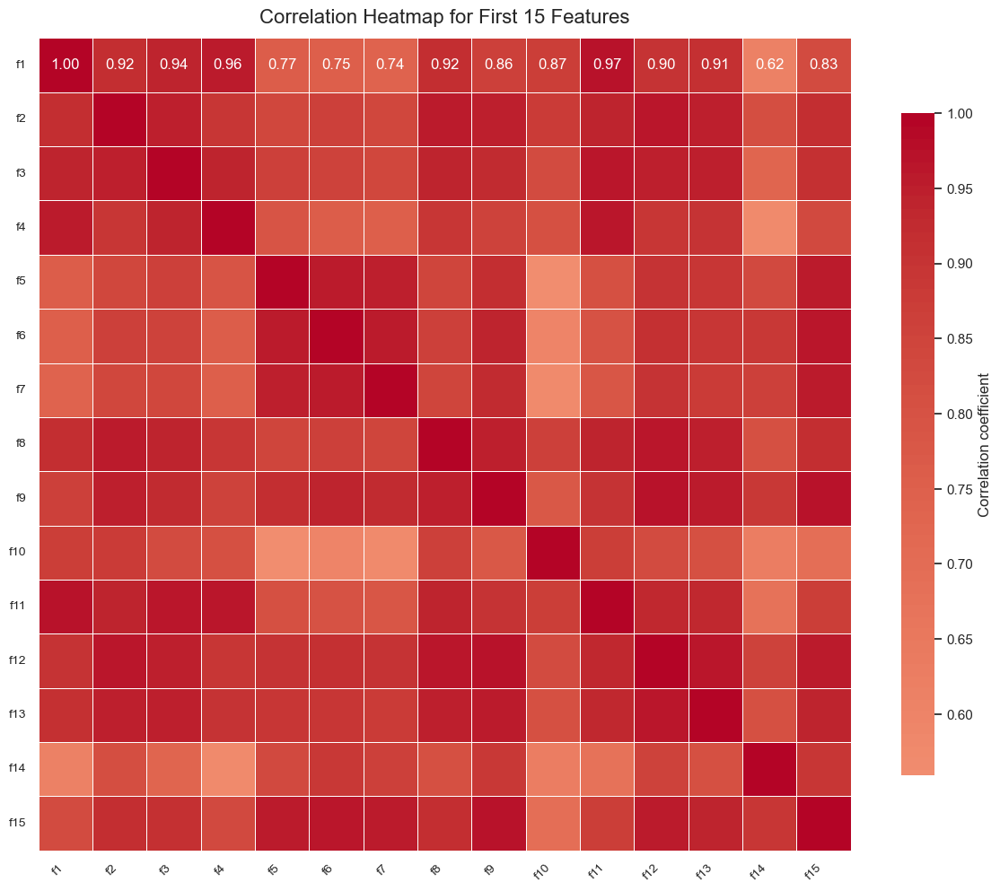 Correlation Heatmap for First 15 Features
f1 1.00 0.92 0.94 0.96 0.77 0.75 0.74 0.92 0.86 0.87 0.97 0.90 0.91 0.62 0.83
f2
f3
f4
f5
f6
f7
f8
f9
f10
f11
f12
f13
f14
f15
f1 f2 f3 f4 f5 f6 f7 f8 f9 f10 f11 f12 f13 f14 f15
1.00
0.95
0.90
0.85
0.80
0.75
0.70
0.65
0.60
Correlation coefficient